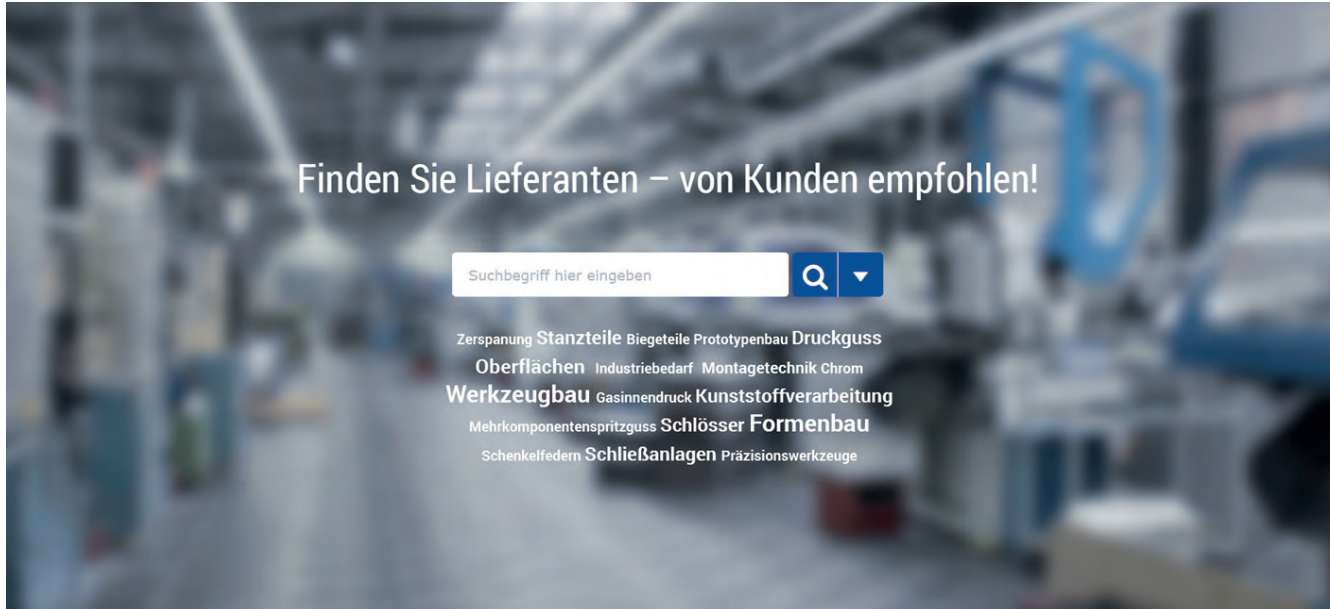 Finden Sie Lieferanten – von Kunden empfohlen!
Suchbegriff hier eingeben
Zerspanung Stanzteile Biegeteile Prototypenbau Druckguss
Oberflächen Industriebedarf Montagetechnik Chrom
Werkzeugbau Gasinnendruck Kunststoffverarbeitung
Mehrkomponentenspritzguss Schlösser Formenbau
Schenkelfedern Schließanlagen Präzisionswerkzeuge